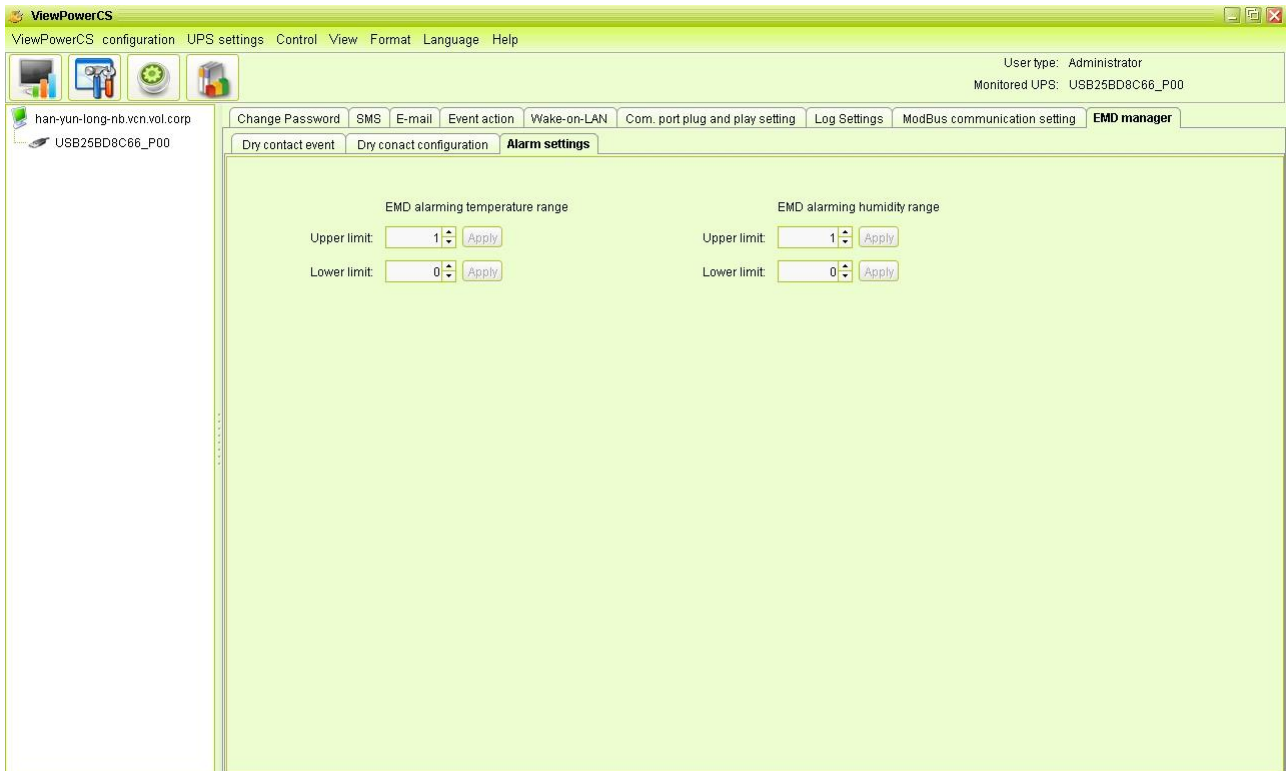 ViewPowerCS
ViewPowerCS configuration UPS settings Control View Format Language Help
User type: Administrator
Monitored UPS: USB25BD8C66_P00
han-yun-long-nb.vcn.vol.corp
USB25BD8C66_P00
Change Password SMS E-mail Event action Wake-on-LAN Com. port plug and play setting Log Settings ModBus communication setting EMD manager
Dry contact event Dry conact configuration Alarm settings
EMD alarming temperature range EMD alarming humidity range
Upper limit: 1 Apply Upper limit: 1 Apply
Lower limit: 0 Apply Lower limit: 0 Apply